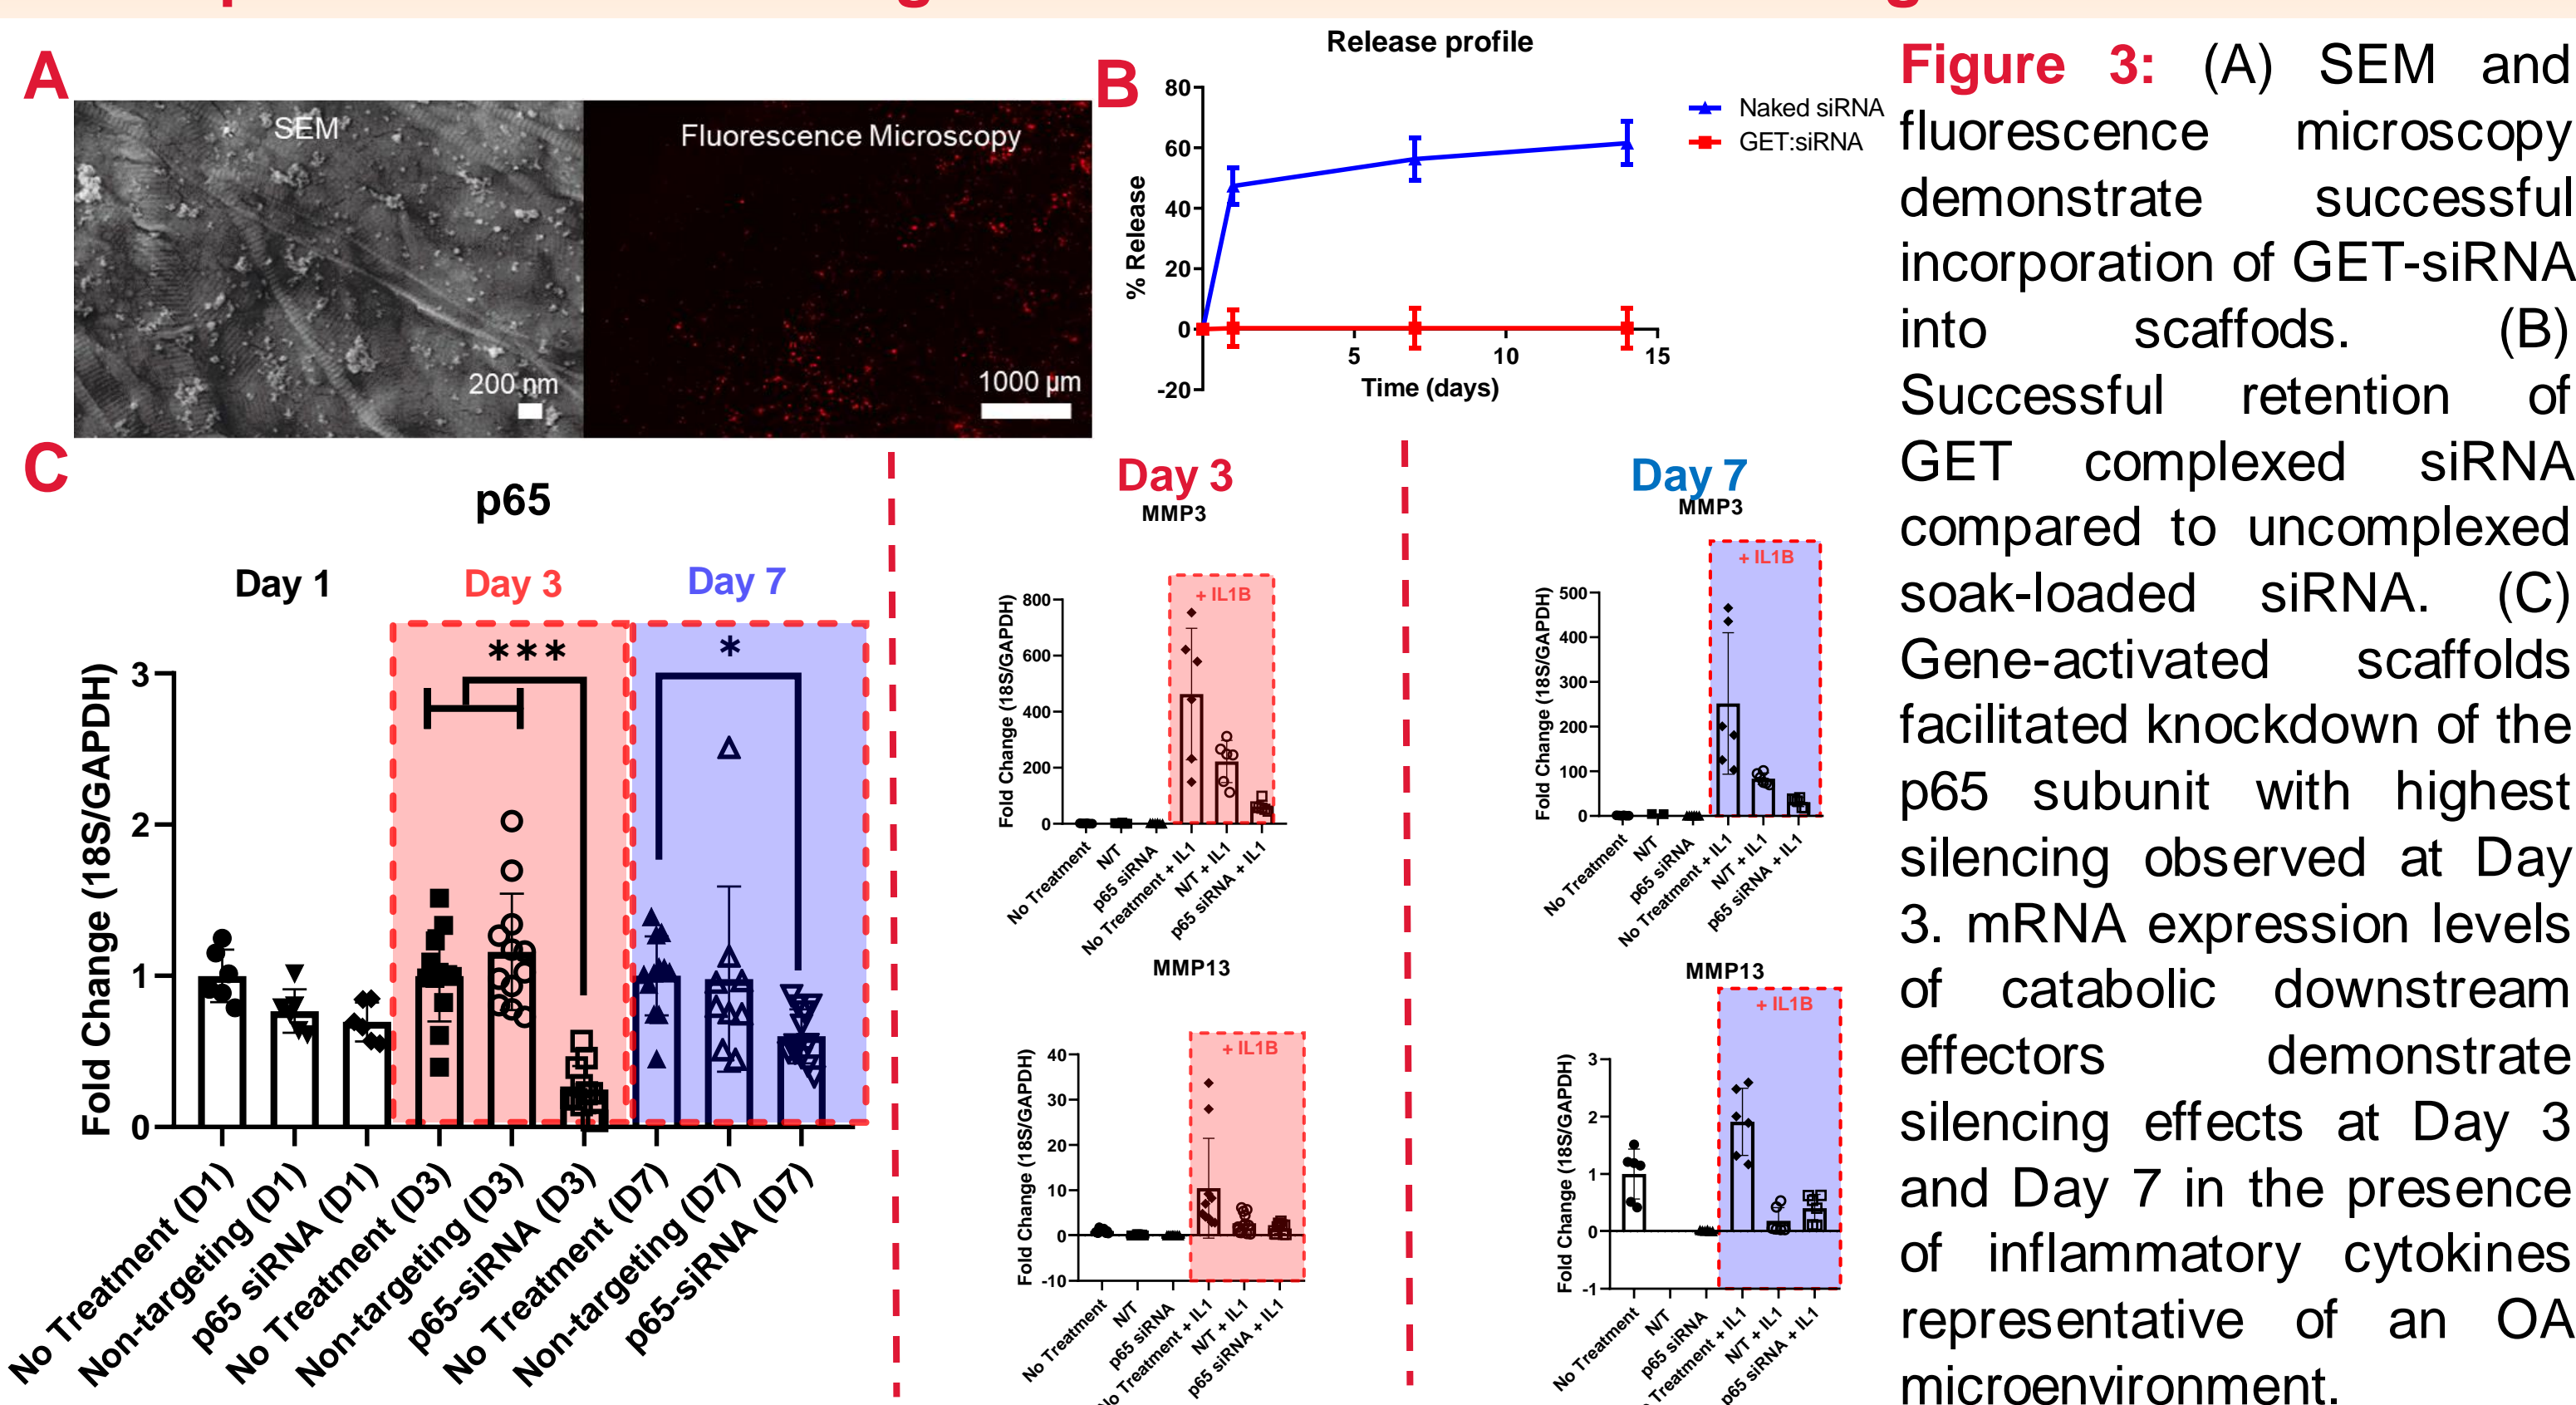 A
SEM
200 nm
Fluorescence Microscopy
1000 µm
B
Release profile
80
60
40
20
0
-20
% Release
5
10
15
Time (days)
Naked siRNA
GET:siRNA
C
p65
Day 1
Day 3
Day 7
***
*
3
2
1
0
Fold Change (18S/GAPDH)
No Treatment (D1)
Non-targeting (D1)
p65 siRNA (D1)
No Treatment (D3)
Non-targeting (D3)
p65-siRNA (D3)
No Treatment (D7)
Non-targeting (D7)
p65-siRNA (D7)
Day 3
MMP3
+ IL1B
800
600
400
200
0
Fold Change (18S/GAPDH)
No Treatment
N/T
p65 siRNA
No Treatment + IL1
N/T + IL1
p65 siRNA + IL1
MMP13
+ IL1B
40
30
20
10
0
-10
Fold Change (18S/GAPDH)
No Treatment
N/T
p65 siRNA
No Treatment + IL1
N/T + IL1
p65 siRNA + IL1
Day 7
MMP3
+ IL1B
500
400
300
200
100
0
Fold Change (18S/GAPDH)
No Treatment
N/T
p65 siRNA
No Treatment + IL1
N/T + IL1
p65 siRNA + IL1
MMP13
+ IL1B
3
2
1
0
-1
Fold Change (18S/GAPDH)
No Treatment
N/T
p65 siRNA
Treatment + IL1
N/T + IL1
p65 siRNA + IL1
Figure 3: (A) SEM and
fluorescence microscopy
demonstrate successful
incorporation of GET-siRNA
into scaffods. (B)
Successful retention of
GET complexed siRNA
compared to uncomplexed
soak-loaded siRNA. (C)
Gene-activated scaffolds
facilitated knockdown of the
p65 subunit with highest
silencing observed at Day
3. mRNA expression levels
of catabolic downstream
effectors demonstrate
silencing effects at Day 3
and Day 7 in the presence
of inflammatory cytokines
representative of an OA
microenvironment.